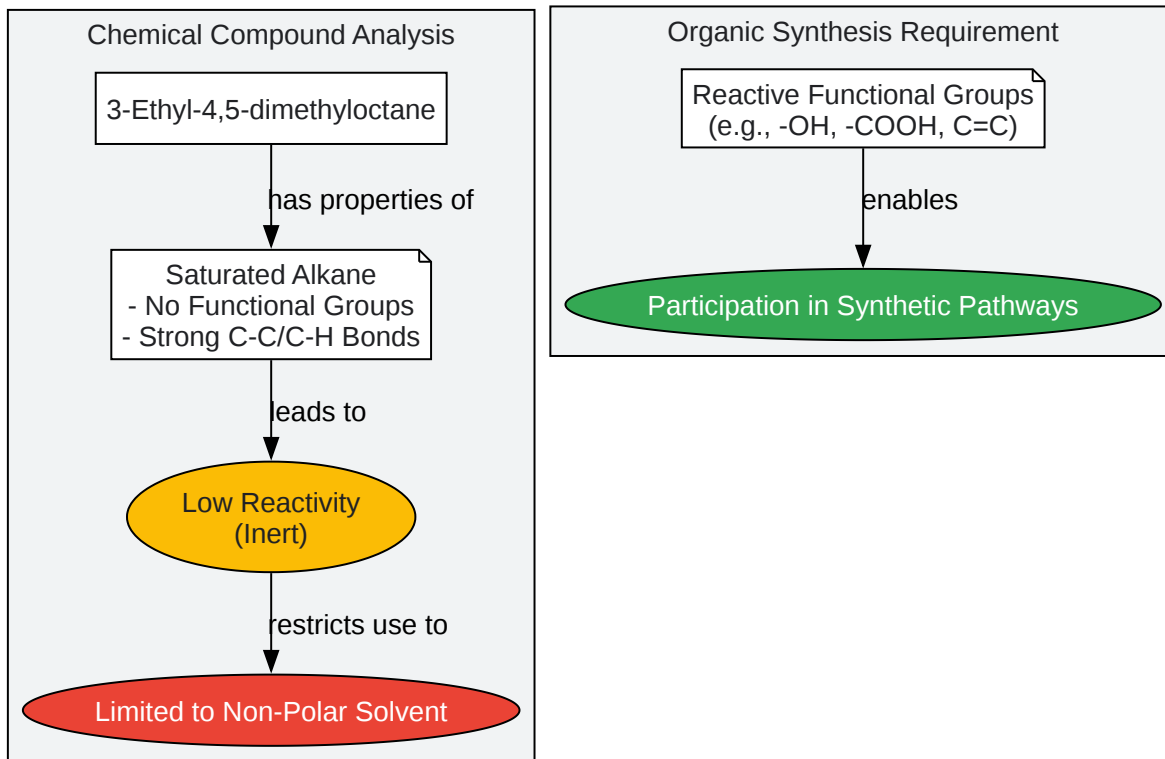 Chemical Compound Analysis
3-Ethyl-4,5-dimethyloctane
has properties of
Saturated Alkane
- No Functional Groups
- Strong C-C/C-H Bonds
leads to
Low Reactivity
(Inert)
restricts use to
Limited to Non-Polar Solvent
Organic Synthesis Requirement
Reactive Functional Groups
(e.g., -OH, -COOH, C=C)
enables
Participation in Synthetic Pathways